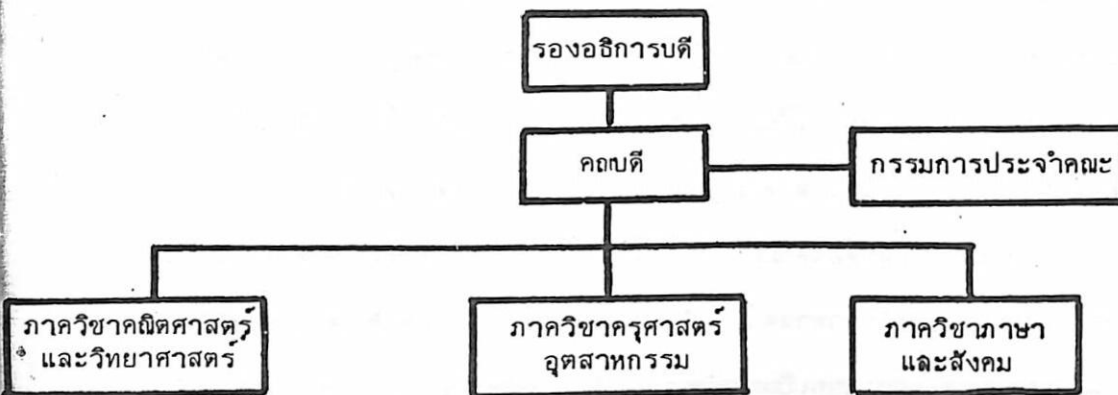 รองอธิการบดี
คณบดี
กรรมการประจำคณะ
ภาควิชาคณิตศาสตร์
และวิทยาศาสตร์
ภาควิชาครุศาสตร์
อุตสาหกรรม
ภาควิชาภาษา
และสังคม